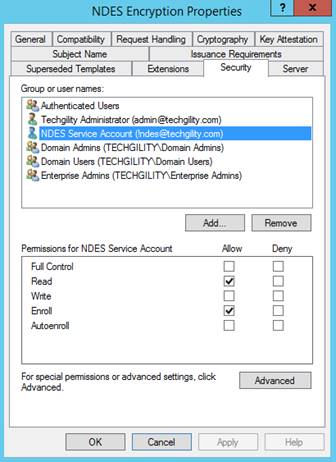 NDES Encryption Properties
? x
General Compatibility Request Handling Cryptography Key Attestation
Subject Name Issuance Requirements
Superseded Templates Extensions Security Server
Group or user names:
Authenticated Users
Techgility Administrator (admin@techgility.com)
NDES Service Account (!ndes@techgility.com)
Domain Admins (TECHGILITY\Domain Admins)
Domain Users (TECHGILITY\Domain Users)
Enterprise Admins (TECHGILITY\Enterprise Admins)
Add... Remove
Permissions for NDES Service Account Allow Deny
Full Control
Read
Write
Enroll
Autoenroll
For special permissions or advanced settings, click
Advanced.
Advanced
OK Cancel Apply Help